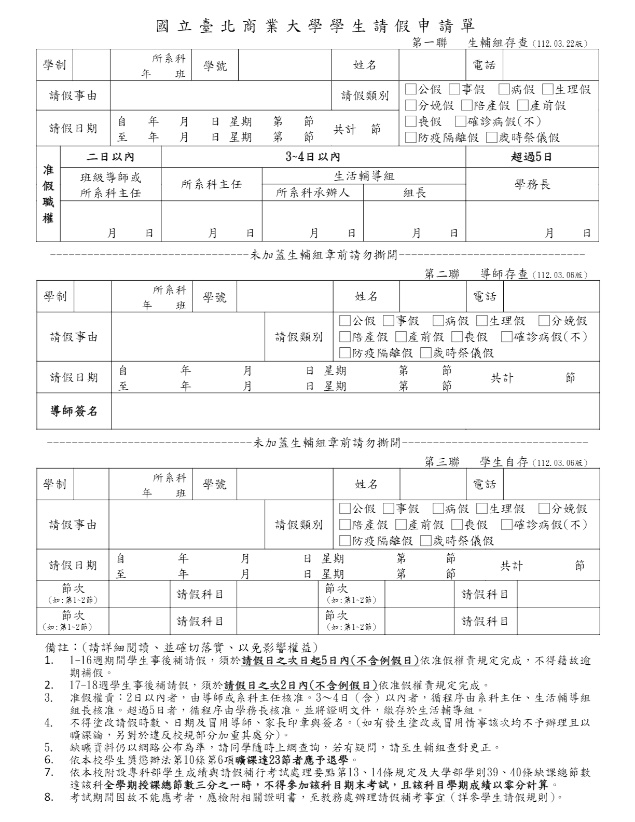 國立臺北商業大學學生請假申請單
第一聯 生輔組存查(112.03.22版)
學制 所系科 年 班 學號 姓名 電話
請假事由 請假類別 □公假 □事假 □病假 □生理假
□分娩假 □陪產假 □產前假
□喪假 □確診病假(不)
□防疫隔離假 □歲時祭儀假
請假日期 自 年 月 日 星期 第 節
至 年 月 日 星期 第 節
共計 節
准假職權 二日以內 3~4日以內 超過5日
班級導師或
所系科主任
所系科主任 生活輔導組
所系科承辦人 組長
學務長
月 日 月 日 月 日 月 日 月 日
------未加蓋生輔組章前請勿撕開------
第二聯 導師存查(112.03.06版)
學制 所系科 年 班 學號 姓名 電話
請假事由 請假類別 □公假 □事假 □病假 □生理假 □分娩假
□陪產假 □產前假 □喪假 □確診病假(不)
□防疫隔離假 □歲時祭儀假
請假日期 自 年 月 日 星期 第 節
至 年 月 日 星期 第 節
共計 節
導師簽名
------未加蓋生輔組章前請勿撕開------
第三聯 學生自存(112.03.06版)
學制 所系科 年 班 學號 姓名 電話
請假事由 請假類別 □公假 □事假 □病假 □生理假 □分娩假
□陪產假 □產前假 □喪假 □確診病假(不)
□防疫隔離假 □歲時祭儀假
請假日期 自 年 月 日 星期 第 節
至 年 月 日 星期 第 節
共計 節
節次
(如:第1~2節)
請假科目 節次
(如:第1~2節)
請假科目
節次
(如:第1~2節)
請假科目 節次
(如:第1~2節)
請假科目
備註：(請詳細閱讀、並確切落實、以免影響權益)
1. 1-16週期間學生事後補請假，須於請假日之次日起5日內(不含例假日)依准假權責規定完成，不得藉故逾
期補假。
2. 17-18週學生事後補請假，須於請假日之次2日內(不含例假日)依准假權責規定完成。
3. 准假權責：2日以內者，由導師或系科主任核准。3~4日（含）以內者，循程序由系科主任、生活輔導組
組長核准。超過5日者，循程序由學務長核准。並將證明文件，繳存於生活輔導組。
4. 不得塗改請假時數、日期及冒用導師、家長印章與簽名。(如有發生塗改或冒用情事該次均不予辦理且以
曠課論，另對於違反校規部分加重其處分)。
5. 缺曠資料仍以網路公布為準，請同學隨時上網查詢，若有疑問，請至生輔組查對更正。
6. 依本校學生獎懲辦法第10條第6項曠課達23節者應予退學。
7. 依本校附設專科部學生成績與請假補行考試處理要點第13、14條規定及大學部學則39、40條缺課總節數
達該科全學期授課總節數三分之一時，不得參加該科目期末考試，且該科目學期成績以零分計算。
8. 考試期間因故不能應考者，應檢附相關證明書，至教務處辦理請假補考事宜（詳參學生請假規則）。